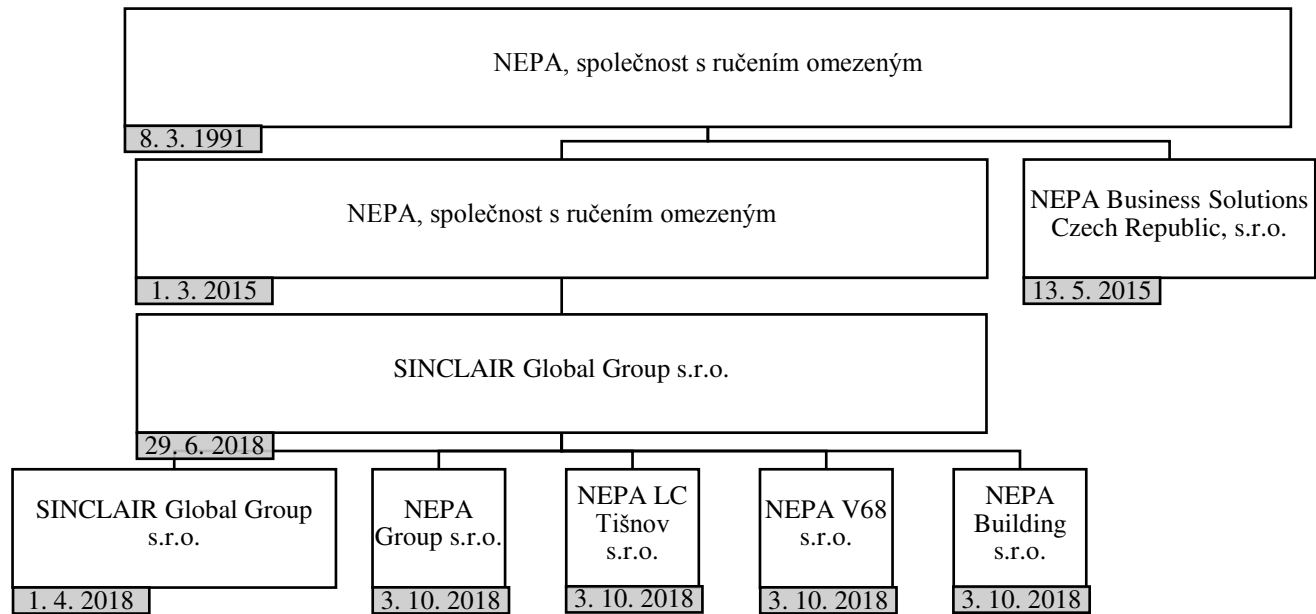 NEPA, společnost s ručením omezeným
8. 3. 1991
NEPA, společnost s ručením omezeným
1. 3. 2015
NEPA Business Solutions
Czech Republic, s.r.o.
13. 5. 2015
SINCLAIR Global Group s.r.o.
29. 6. 2018
SINCLAIR Global Group
s.r.o.
1. 4. 2018
NEPA
Group s.r.o.
3. 10. 2018
NEPA LC
Tišnov
s.r.o.
3. 10. 2018
NEPA V68
s.r.o.
3. 10. 2018
NEPA
Building
s.r.o.
3. 10. 2018